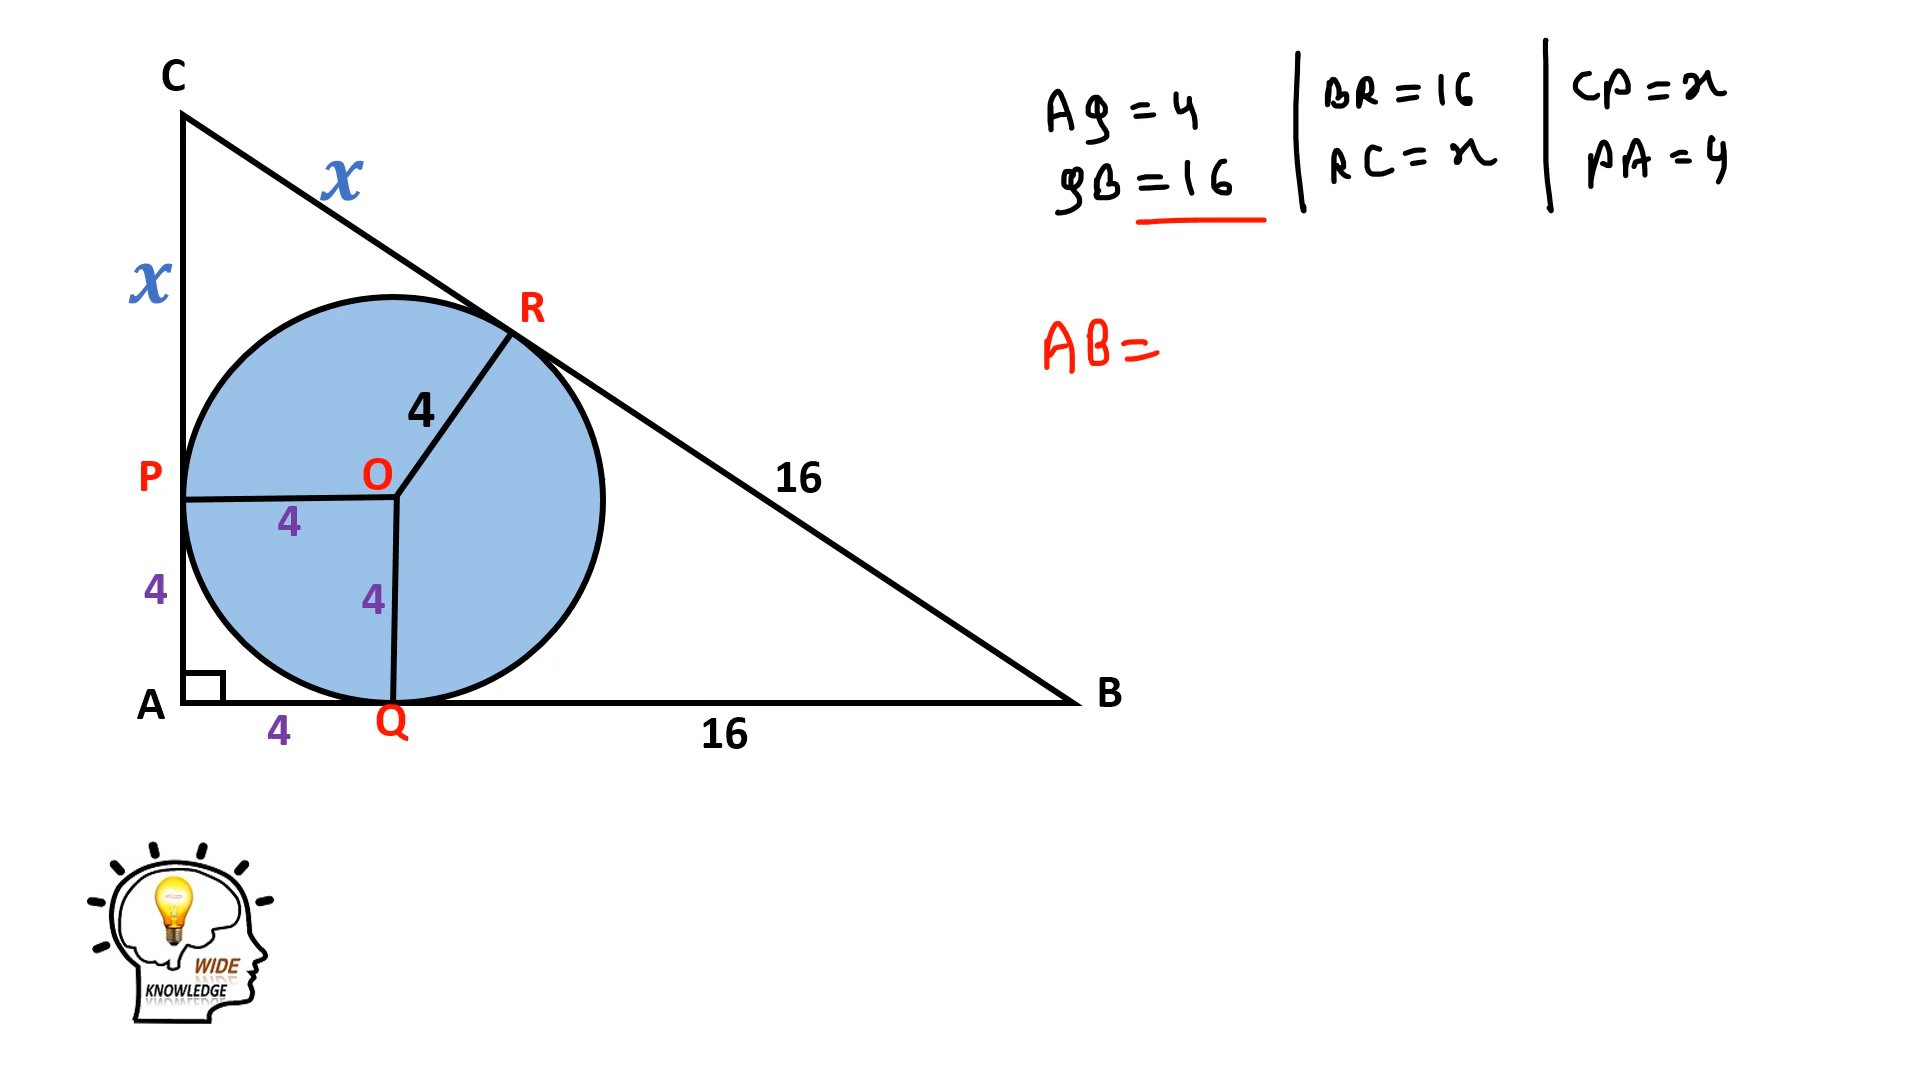 C
x
x
R
4
P
O
4
4
4
16
A
4
Q
16
B
AQ = 4
QB = 16
BR = 16
RC = x
CP = x
PA = 4
AB =
WIDE
KNOWLEDGE